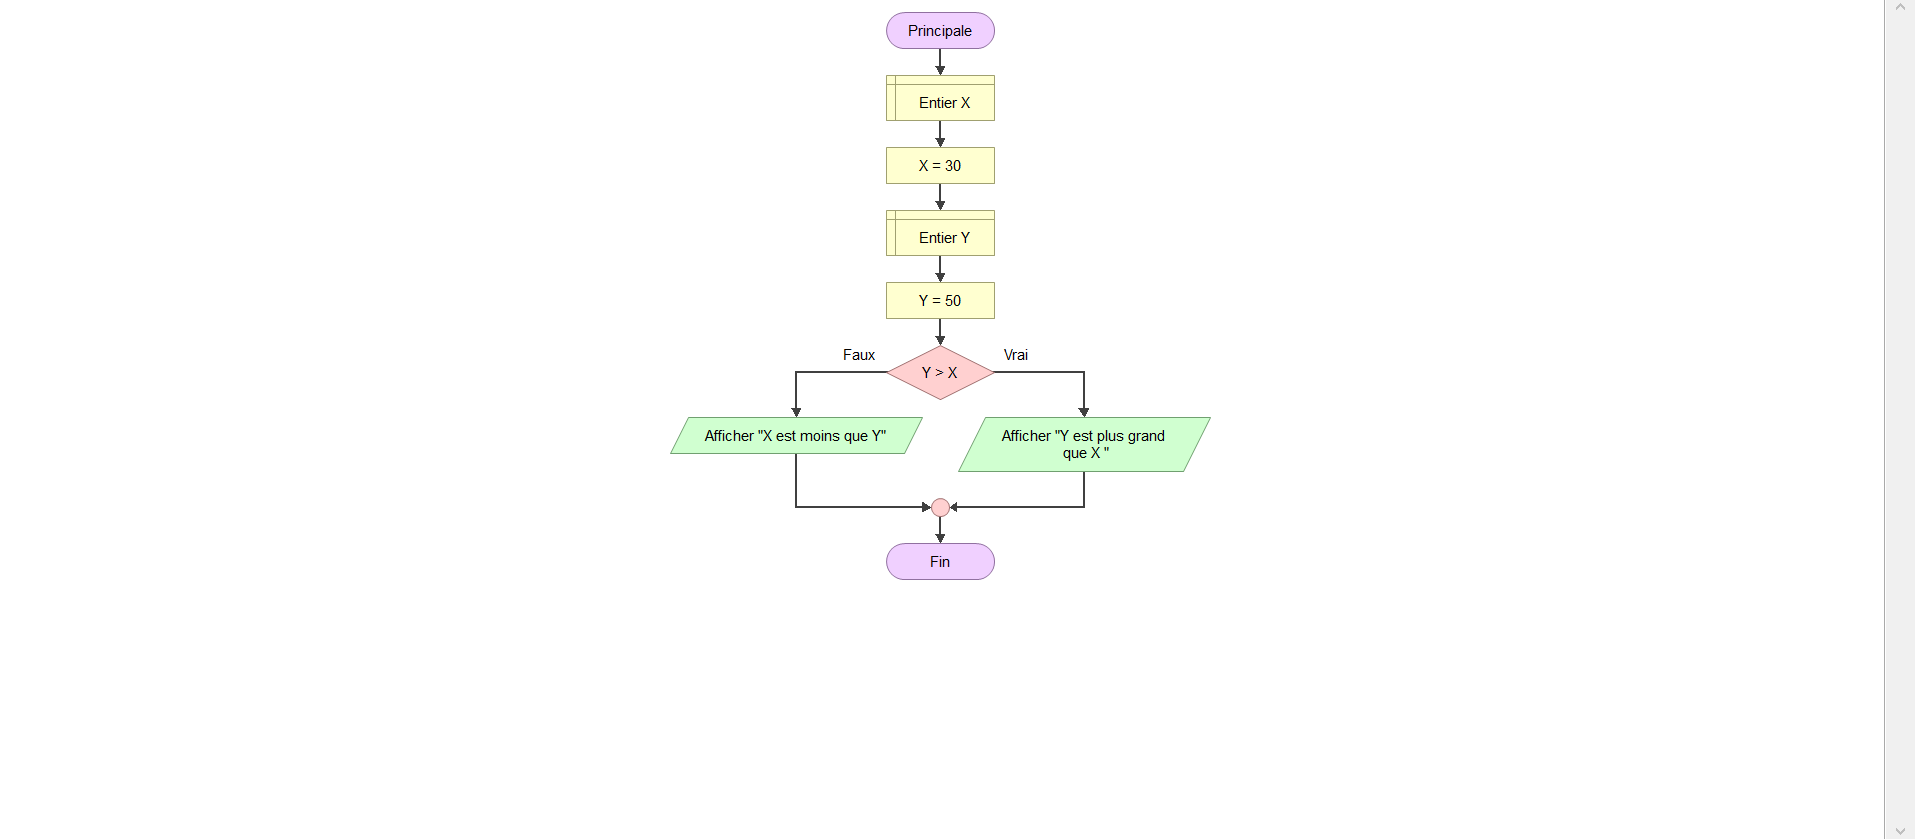 Principale
Entier X
X = 30
Entier Y
Y = 50
Faux
Vrai
Y > X
Afficher "X est moins que Y"
Afficher "Y est plus grand
que X "
Fin